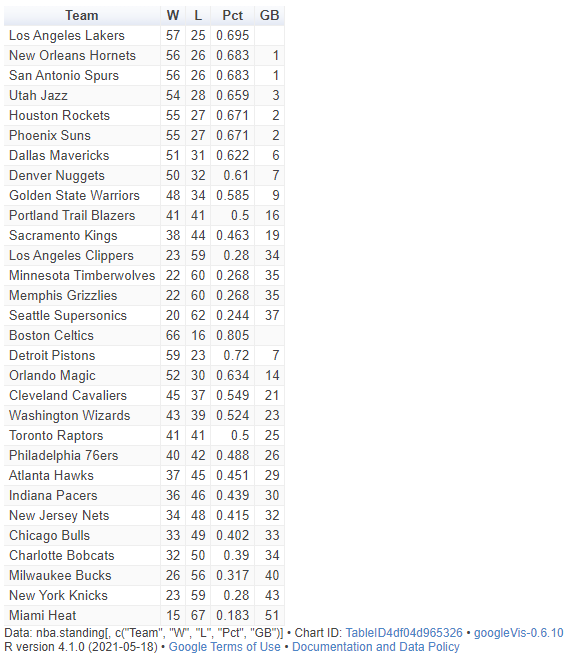 Team W L Pct GB
Los Angeles Lakers 57 25 0.695
New Orleans Hornets 56 26 0.683 1
San Antonio Spurs 56 26 0.683 1
Utah Jazz 54 28 0.659 3
Houston Rockets 55 27 0.671 2
Phoenix Suns 55 27 0.671 2
Dallas Mavericks 51 31 0.622 6
Denver Nuggets 50 32 0.61 7
Golden State Warriors 48 34 0.585 9
Portland Trail Blazers 41 41 0.5 16
Sacramento Kings 38 44 0.463 19
Los Angeles Clippers 23 59 0.28 34
Minnesota Timberwolves 22 60 0.268 35
Memphis Grizzlies 22 60 0.268 35
Seattle Supersonics 20 62 0.244 37
Boston Celtics 66 16 0.805
Detroit Pistons 59 23 0.72 7
Orlando Magic 52 30 0.634 14
Cleveland Cavaliers 45 37 0.549 21
Washington Wizards 43 39 0.524 23
Toronto Raptors 41 41 0.5 25
Philadelphia 76ers 40 42 0.488 26
Atlanta Hawks 37 45 0.451 29
Indiana Pacers 36 46 0.439 30
New Jersey Nets 34 48 0.415 32
Chicago Bulls 33 49 0.402 33
Charlotte Bobcats 32 50 0.39 34
Milwaukee Bucks 26 56 0.317 40
New York Knicks 23 59 0.28 43
Miami Heat 15 67 0.183 51
Data: nba.standing[, c("Team", "W", "L", "Pct", "GB")] • Chart ID: TableID4df04d965326 • googleVis-0.6.10
R version 4.1.0 (2021-05-18) • Google Terms of Use • Documentation and Data Policy